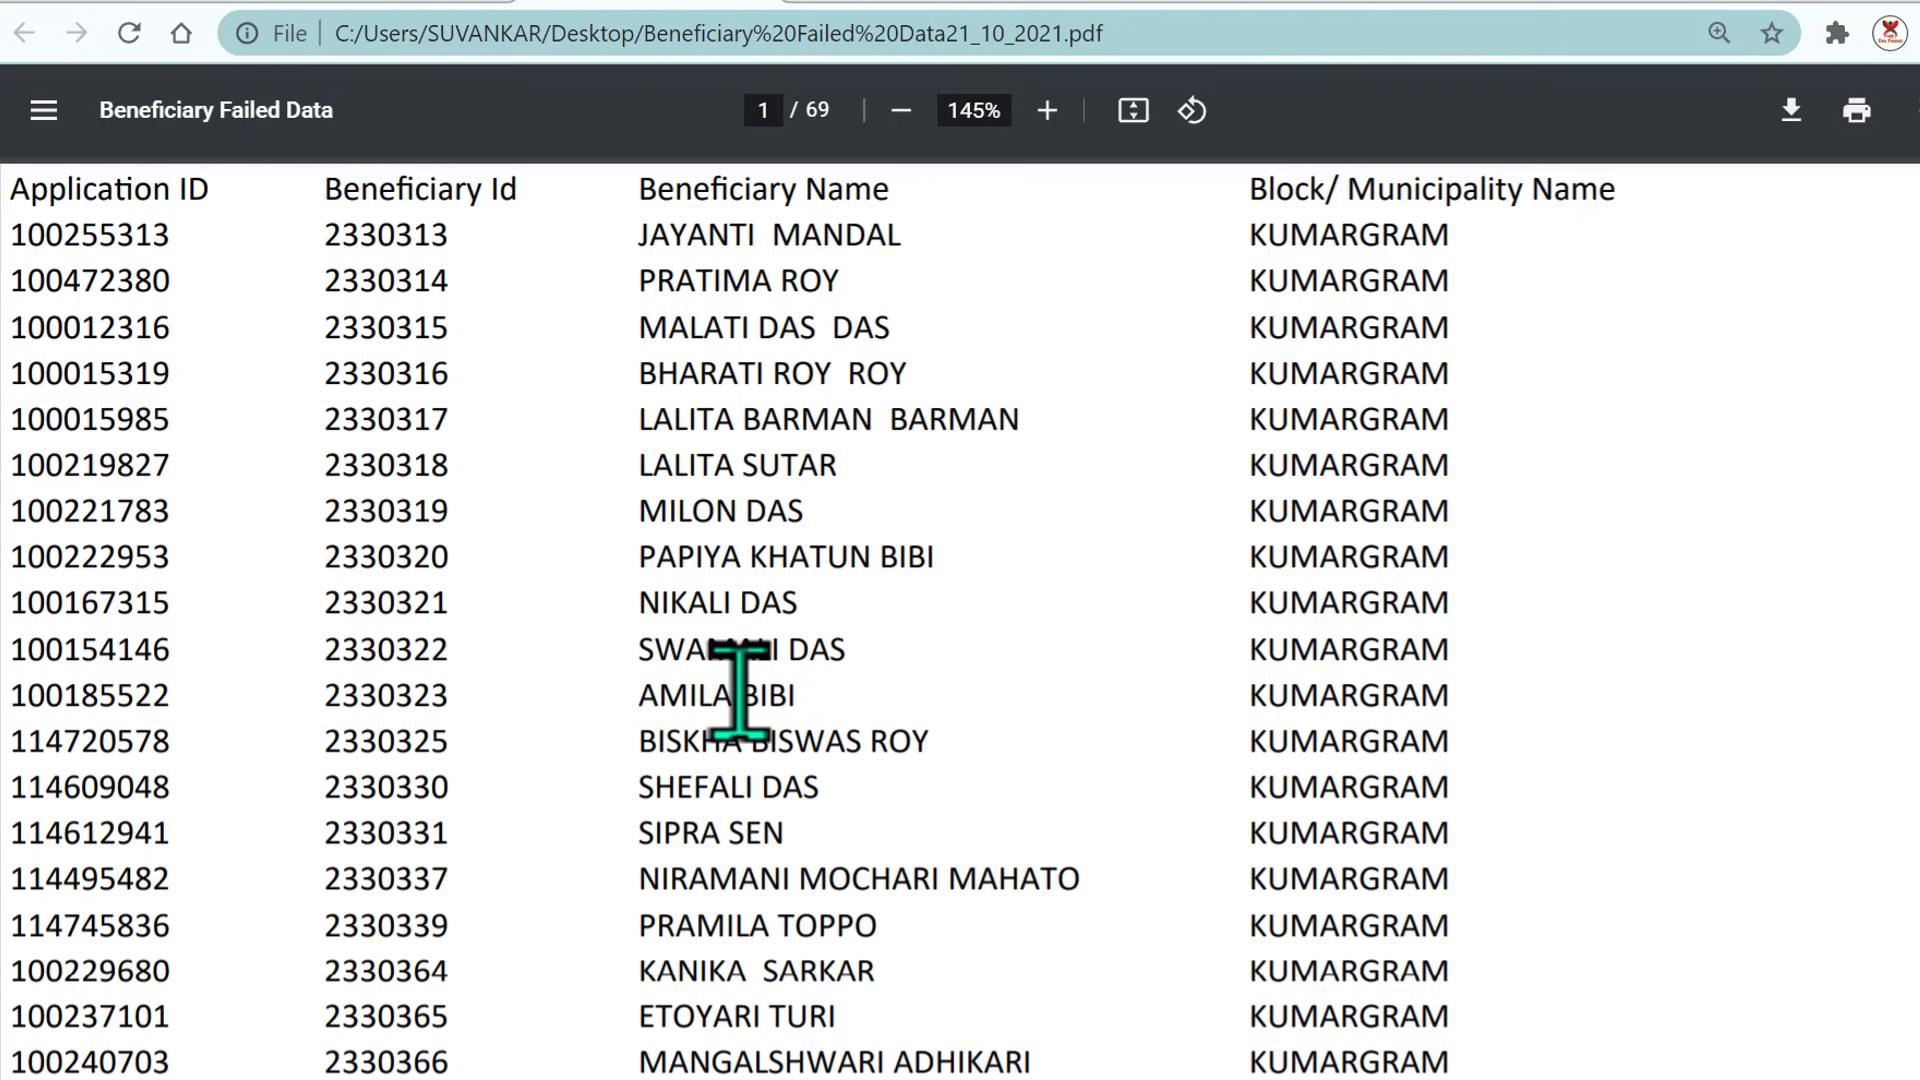 File | C:/Users/SUVANKAR/Desktop/Beneficiary%20Failed%20Data21_10_2021.pdf
Beneficiary Failed Data 1 / 69 145%
Application ID Beneficiary Id Beneficiary Name Block/ Municipality Name
100255313 2330313 JAYANTI MANDAL KUMARGRAM
100472380 2330314 PRATIMA ROY KUMARGRAM
100012316 2330315 MALATI DAS DAS KUMARGRAM
100015319 2330316 BHARATI ROY ROY KUMARGRAM
100015985 2330317 LALITA BARMAN BARMAN KUMARGRAM
100219827 2330318 LALITA SUTAR KUMARGRAM
100221783 2330319 MILON DAS KUMARGRAM
100222953 2330320 PAPIYA KHATUN BIBI KUMARGRAM
100167315 2330321 NIKALI DAS KUMARGRAM
100154146 2330322 DAS KUMARGRAM
100185522 2330323 AMILA BIBI KUMARGRAM
114720578 2330325 BISKHA BISWAS ROY KUMARGRAM
114609048 2330330 SHEFALI DAS KUMARGRAM
114612941 2330331 SIPRA SEN KUMARGRAM
114495482 2330337 NIRAMANI MOCHARI MAHATO KUMARGRAM
114745836 2330339 PRAMILA TOPPO KUMARGRAM
100229680 2330364 KANIKA SARKAR KUMARGRAM
100237101 2330365 ETOYARI TURI KUMARGRAM
100240703 2330366 MANGALSHWARI ADHIKARI KUMARGRAM